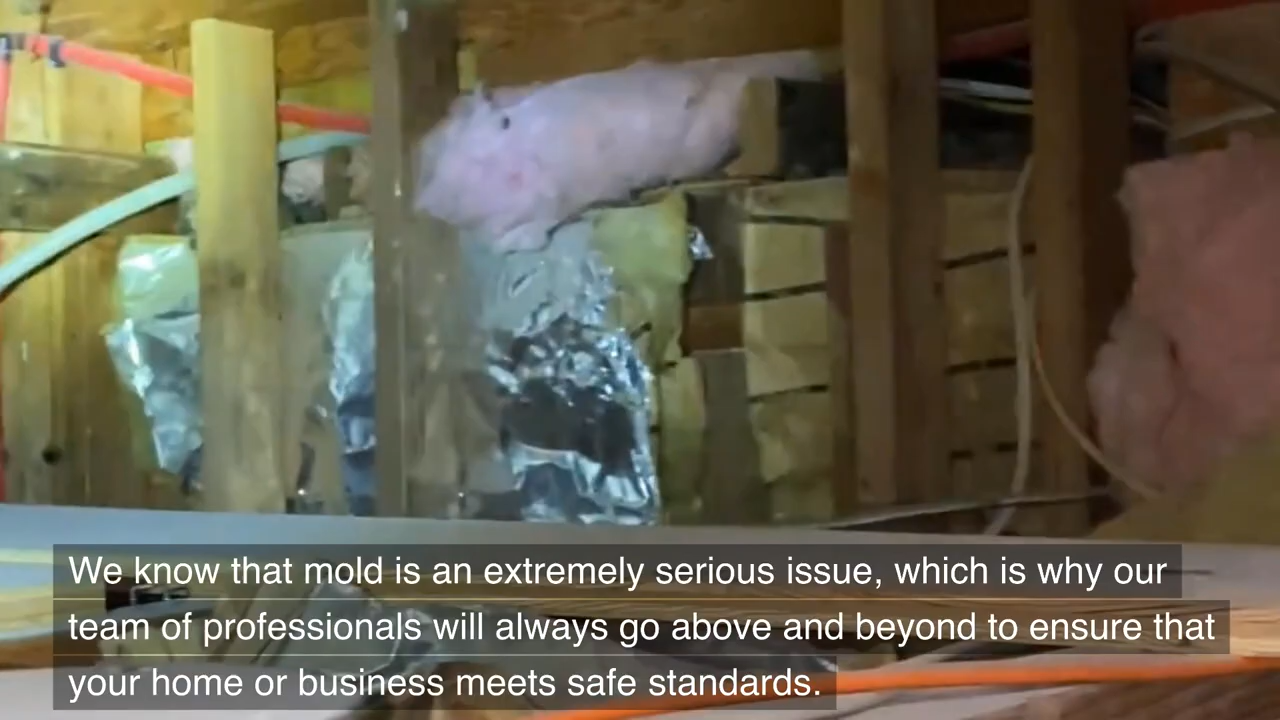 We know that mold is an extremely serious issue, which is why our
team of professionals will always go above and beyond to ensure that
your home or business meets safe standards.